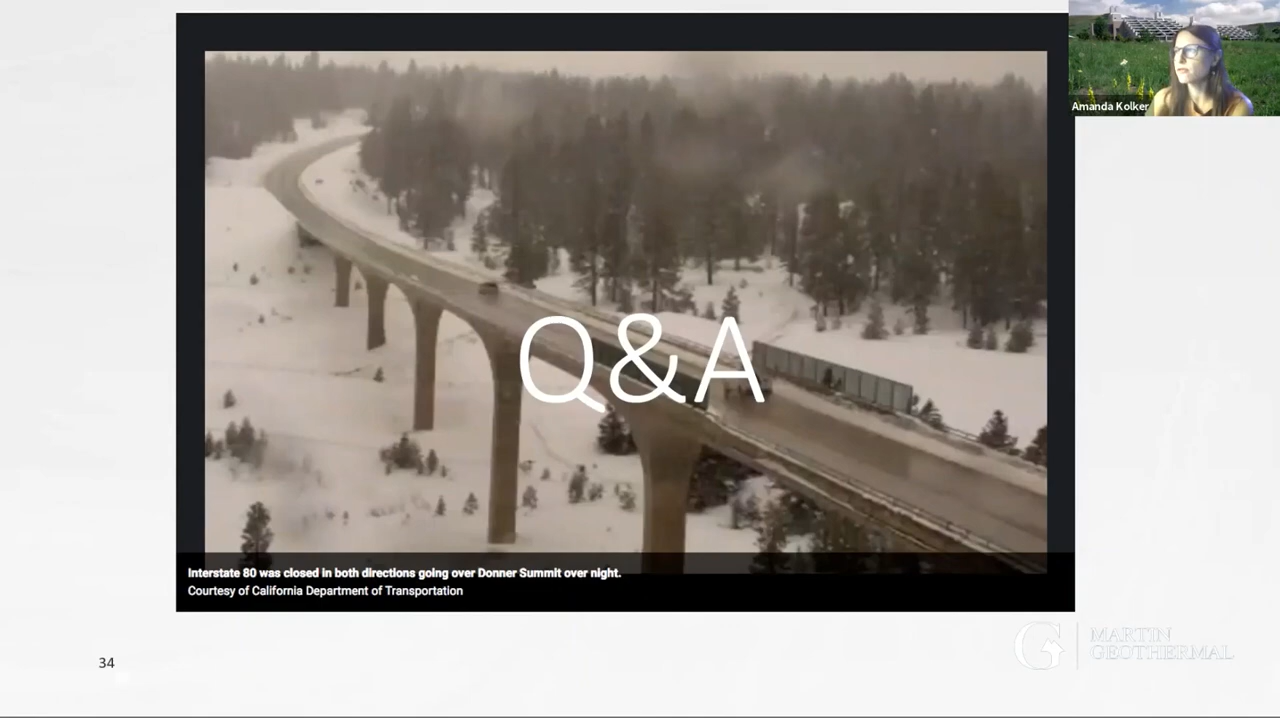 Amanda Kolker
Q&A
Interstate 80 was closed in both directions going over Donner Summit over night.
Courtesy of California Department of Transportation
MARTIN
GEOTHERMAL
34